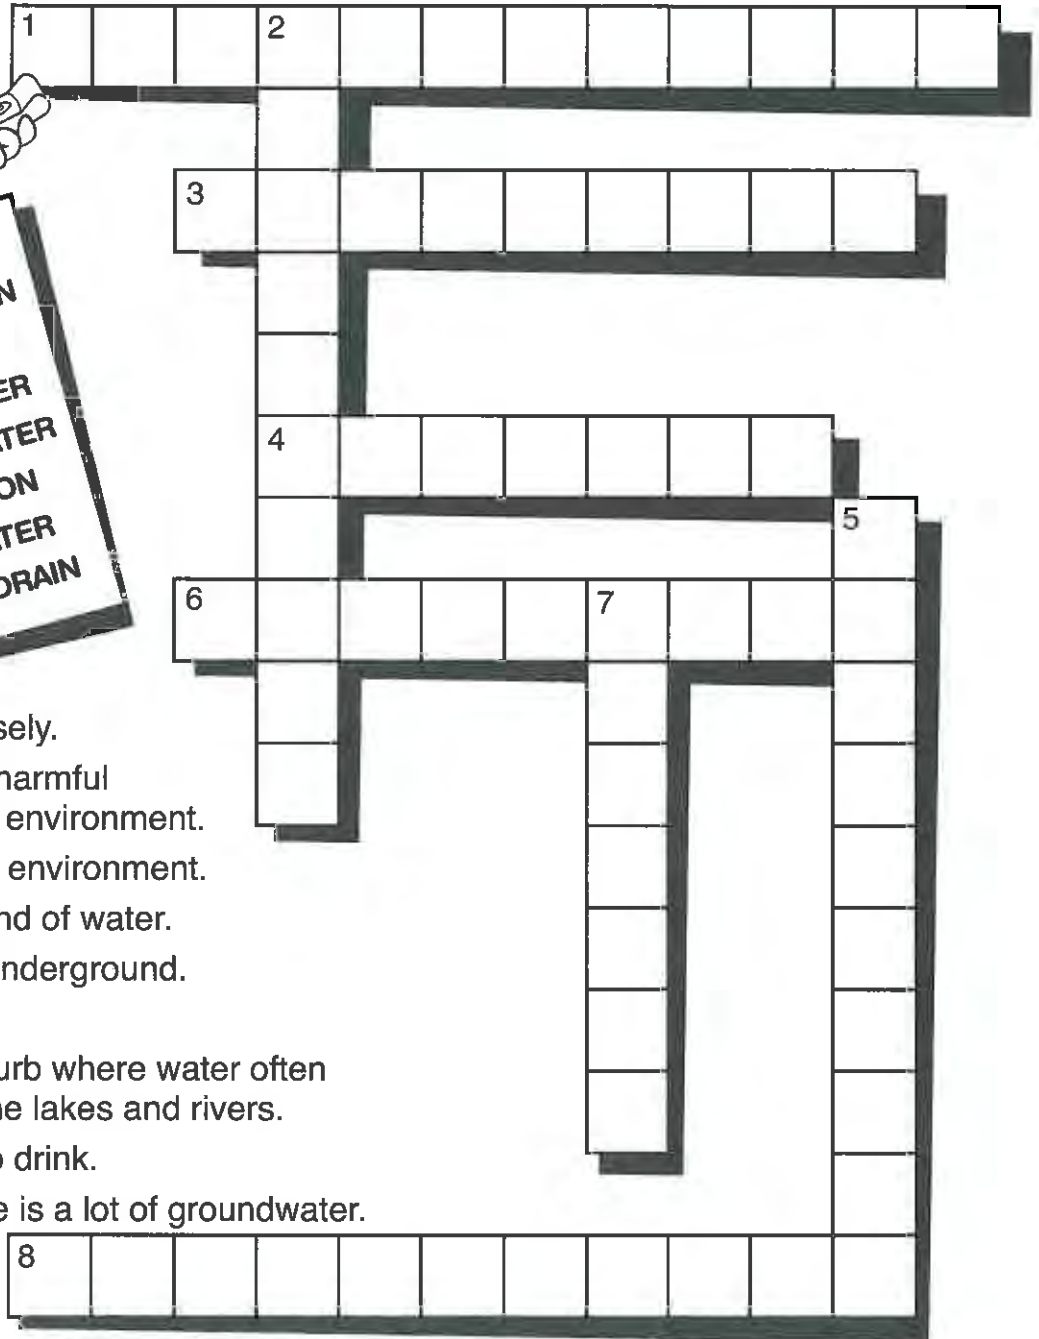 1
2
3
N
ER
TER
ON
TER
DRAIN
4
5
6
7
sely.
harmful
environment.
environment.
nd of water.
nderground.
urb where water often
ne lakes and rivers.
o drink.
e is a lot of groundwater.
8